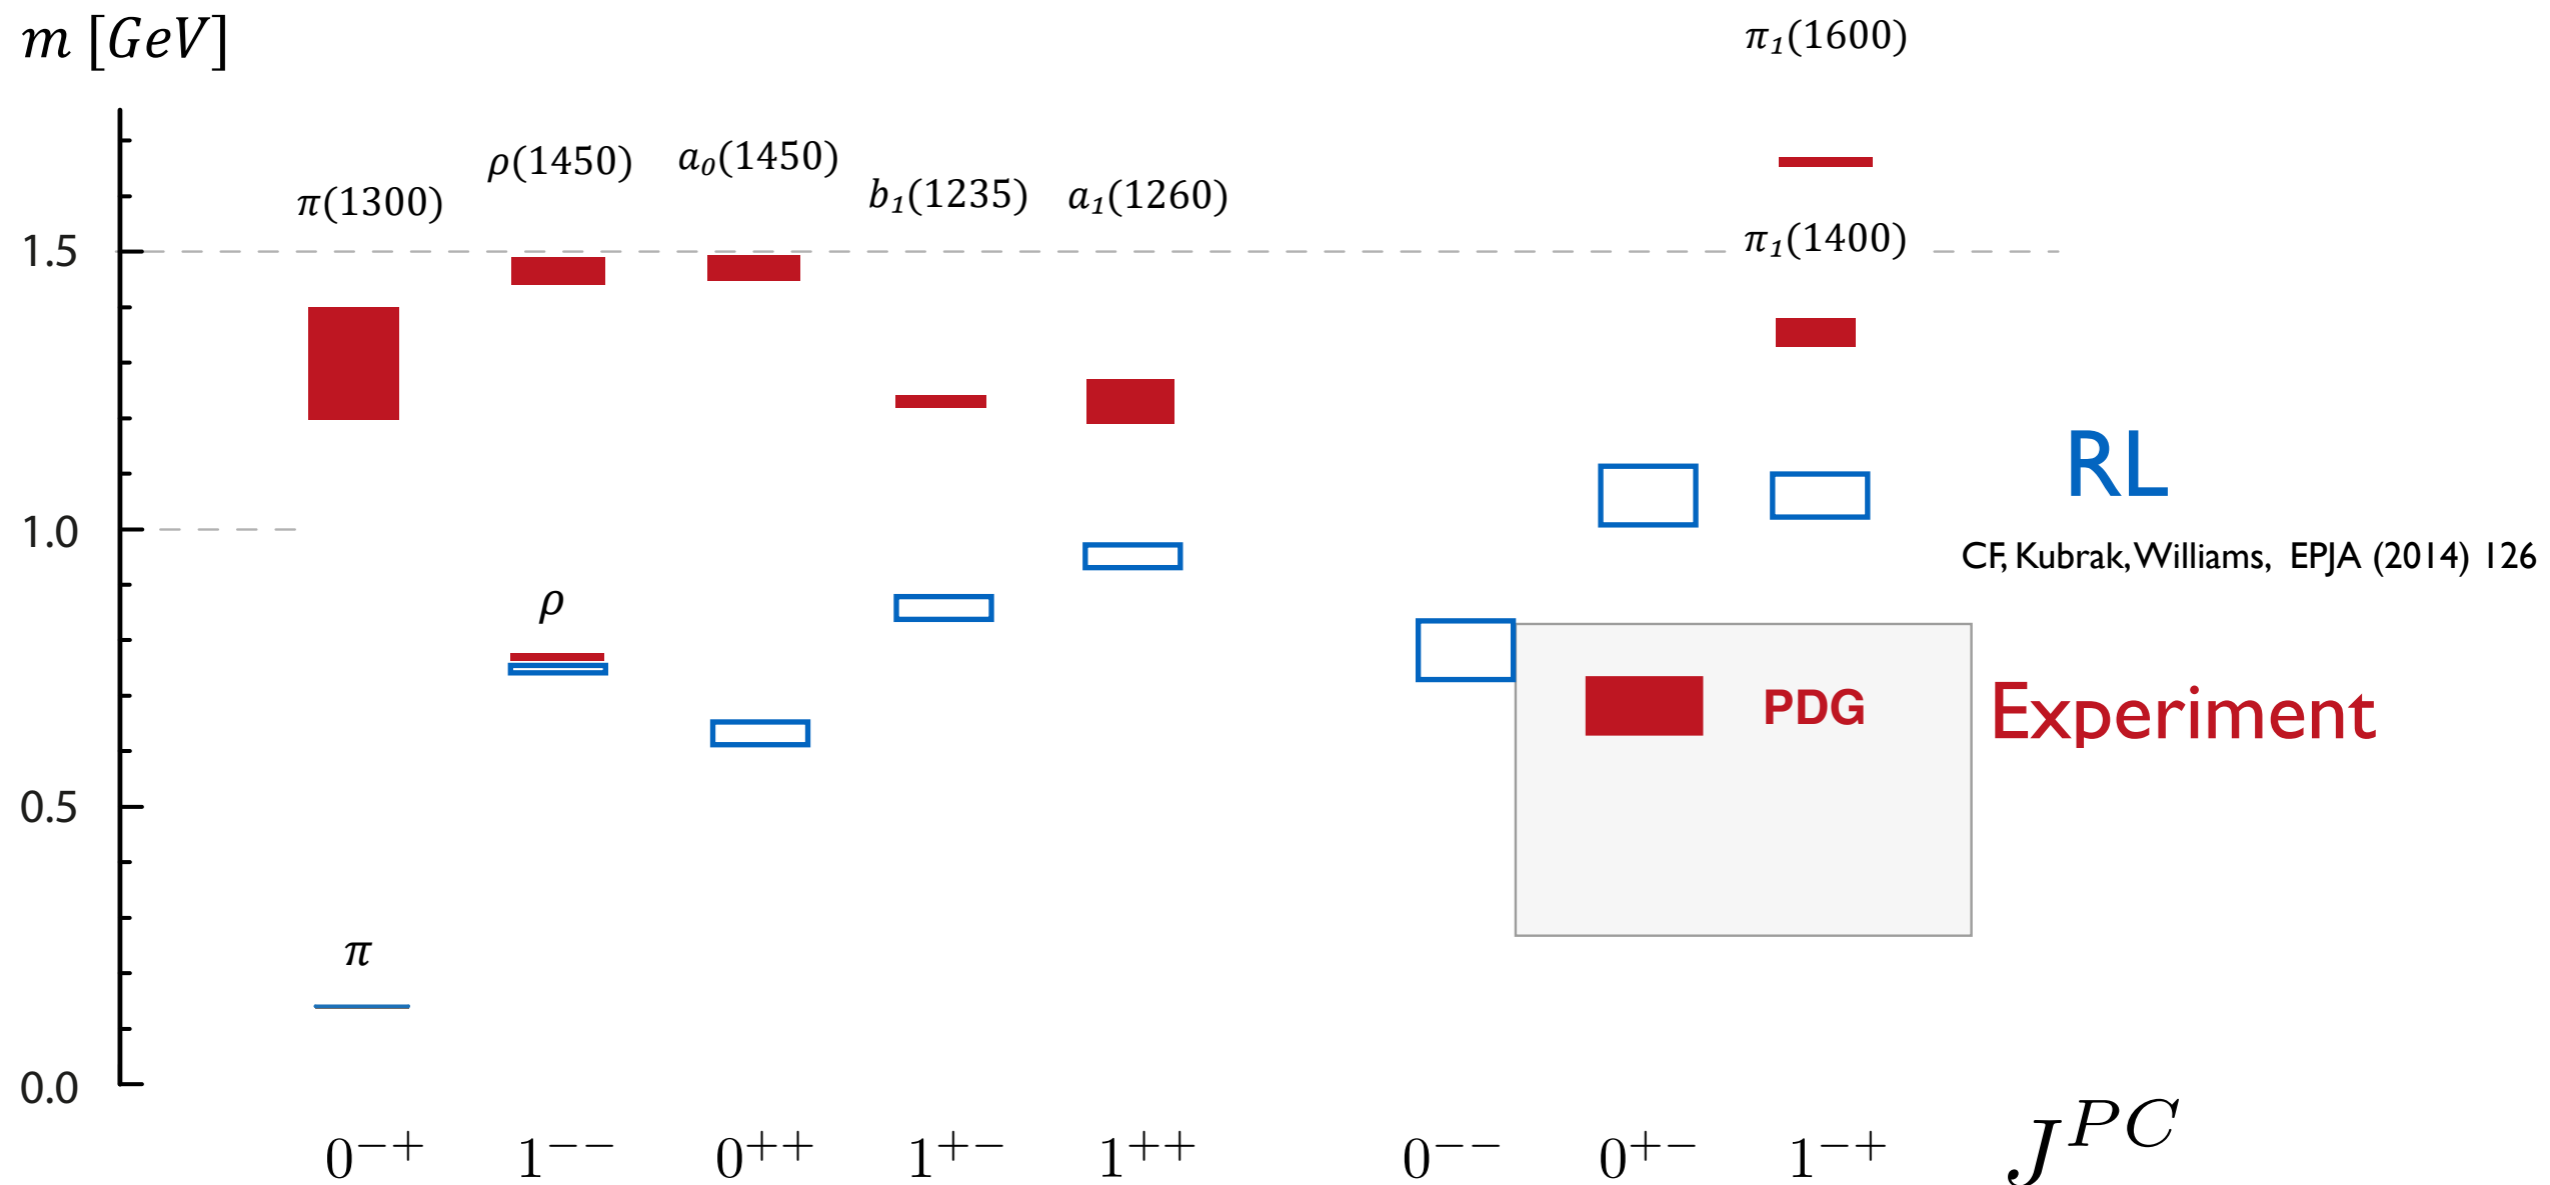 m [GeV]
π₁(1600)
ρ(1450)
a₀(1450)
π(1300)
b₁(1235)
a₁(1260)
1.5
π₁(1400)
RL
1.0
CF, Kubrak, Williams, EPJA (2014) 126
ρ
PDG
Experiment
0.5
π
0.0
0⁻⁺ 1⁻⁻ 0⁺⁺ 1⁺⁻ 1⁺⁺ 0⁻⁻ 0⁺⁻ 1⁻⁺ Jᴾᶜ